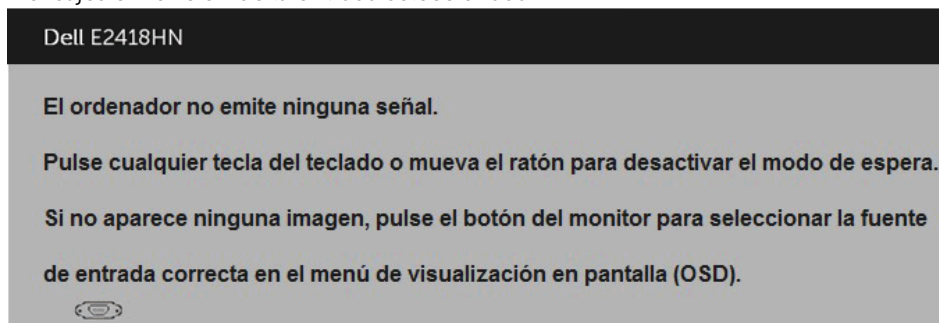 Dell E2418HN
El ordenador no emite ninguna señal.
Pulse cualquier tecla del teclado o mueva el ratón para desactivar el modo de espera.
Si no aparece ninguna imagen, pulse el botón del monitor para seleccionar la fuente
de entrada correcta en el menú de visualización en pantalla (OSD).